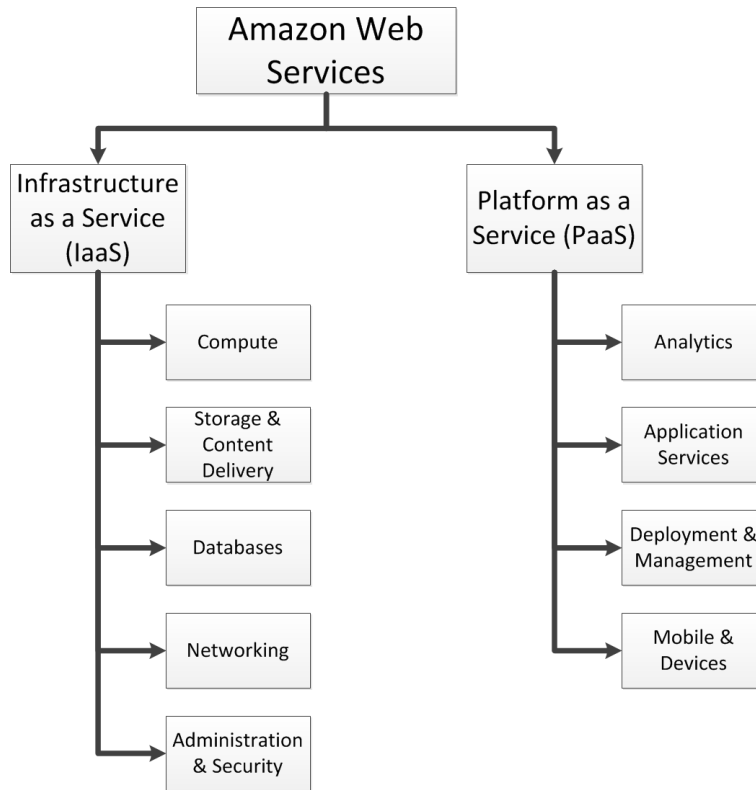 Amazon Web
Services
Infrastructure
as a Service
(IaaS)
Platform as a
Service (PaaS)
Compute
Storage &
Content
Delivery
Databases
Networking
Administration
& Security
Analytics
Application
Services
Deployment &
Management
Mobile &
Devices